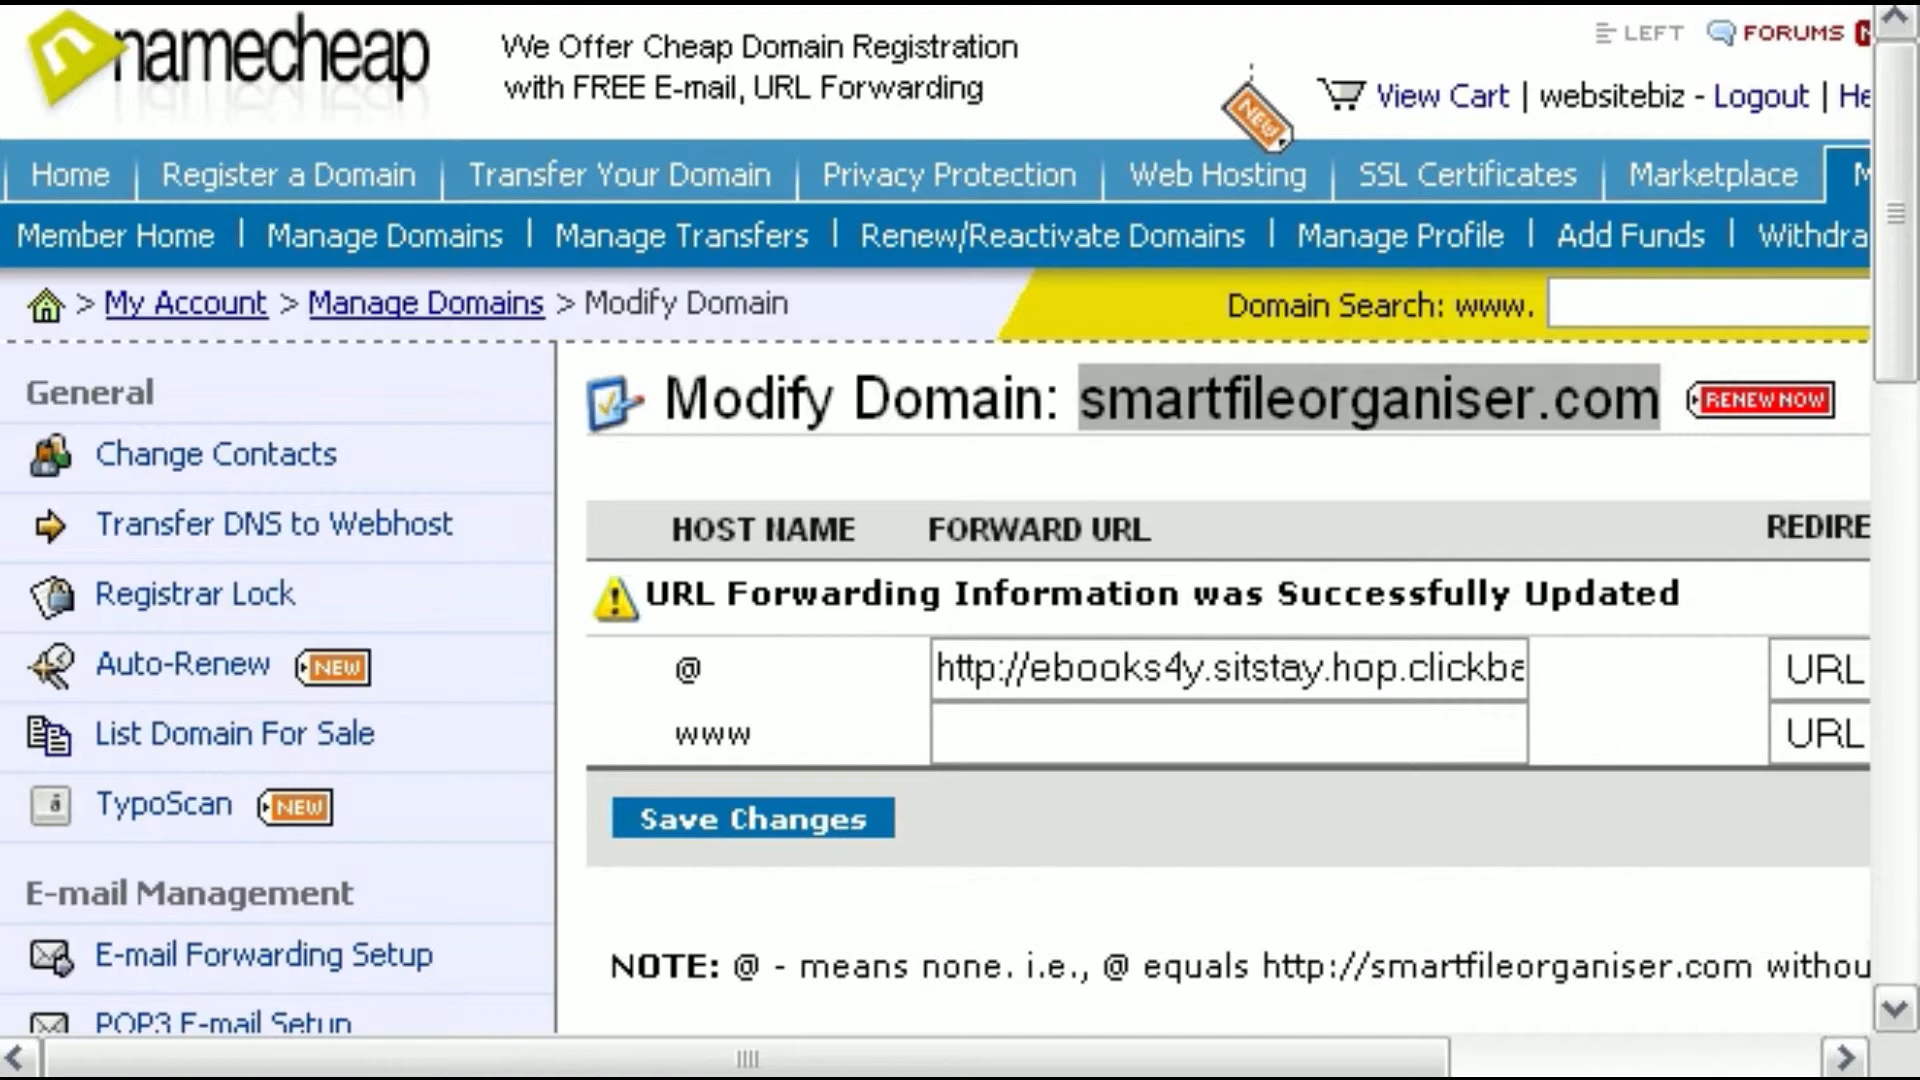 namecheap
We Offer Cheap Domain Registration
with FREE E-mail, URL Forwarding
LEFT FORUMS
NEW
View Cart | websitebiz - Logout | He
Home Register a Domain Transfer Your Domain Privacy Protection Web Hosting SSL Certificates Marketplace M
Member Home | Manage Domains | Manage Transfers | Renew/Reactivate Domains | Manage Profile | Add Funds | Withdra
> My Account > Manage Domains > Modify Domain
Domain Search: www.
General
Change Contacts
Transfer DNS to Webhost
Registrar Lock
Auto-Renew NEW
List Domain For Sale
TypoScan NEW
E-mail Management
E-mail Forwarding Setup
POP3 E-mail Setup
Modify Domain: smartfileorganiser.com RENEW NOW
HOST NAME FORWARD URL REDIRE
URL Forwarding Information was Successfully Updated
@ http://ebooks4y.sitstay.hop.clickba URL
www URL
Save Changes
NOTE: @ - means none. i.e., @ equals http://smartfileorganiser.com withou